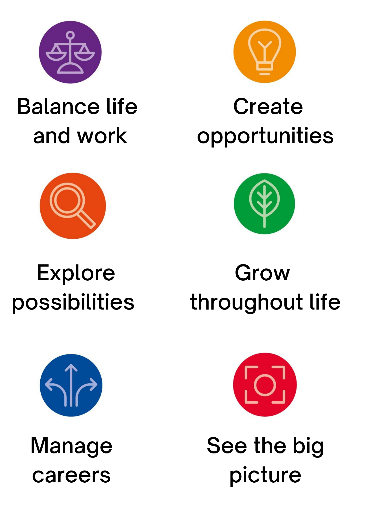 Balance life
and work
Create
opportunities
Explore
possibilities
Grow
throughout life
Manage
careers
See the big
picture